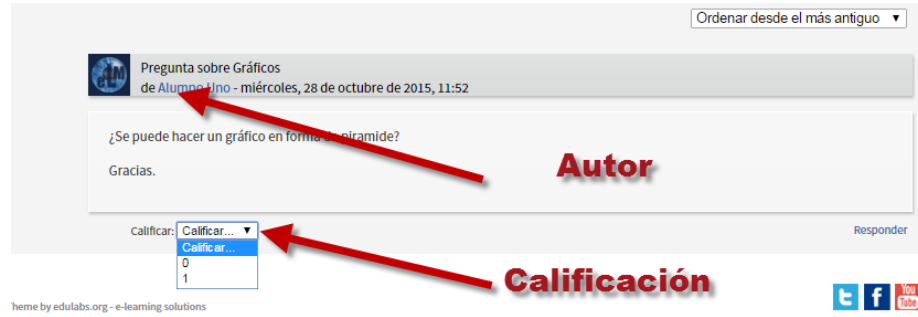 Ordenar desde el más antiguo
Pregunta sobre Gráficos
de Alumno Uno - miércoles, 28 de octubre de 2015, 11:52
¿Se puede hacer un gráfico en forma de piramide?
Gracias.
Autor
Calificar: Calificar...
Calificar...
0
1
Responder
Calificación
heme by edulabs.org - e-learning solutions
You
Tube